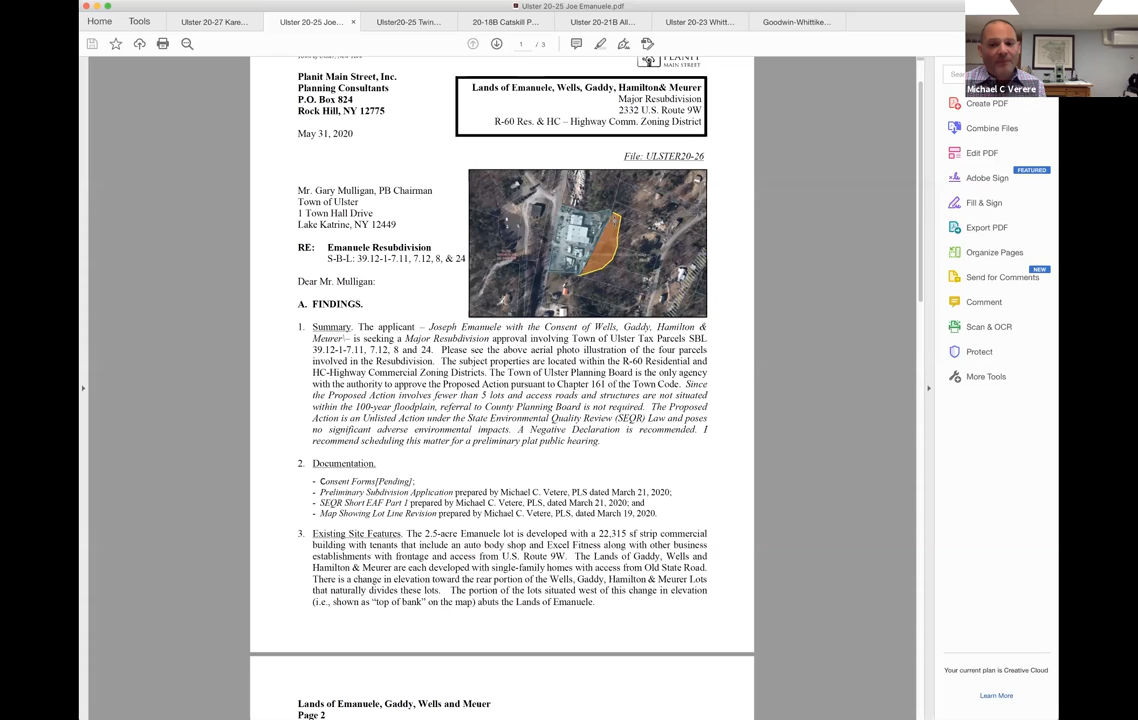 Ulster 20-25 Joe Emanuele.pdf
Home
Tools
Ulster 20-27 Kare...
Ulster 20-25 Joe... ×
Ulster20-25 Twin...
20-18B Catskill P...
Ulster 20-21B All...
Ulster 20-23 Whitt...
Goodwin-Whittike...
1 / 3
PLANIT
MAIN STREET
Planit Main Street, Inc.
Planning Consultants
P.O. Box 824
Rock Hill, NY 12775
May 31, 2020
Lands of Emanuele, Wells, Gaddy, Hamilton& Meurer
Major Resubdivision
2332 U.S. Route 9W
R-60 Res. & HC – Highway Comm. Zoning District
File: ULSTER20-26
Mr. Gary Mulligan, PB Chairman
Town of Ulster
1 Town Hall Drive
Lake Katrine, NY 12449
RE: Emanuele Resubdivision
S-B-L: 39.12-1-7.11, 7.12, 8, & 24
Dear Mr. Mulligan:
A. FINDINGS.
1. Summary. The applicant – Joseph Emanuele with the Consent of Wells, Gaddy, Hamilton &
Meurer\– is seeking a Major Resubdivision approval involving Town of Ulster Tax Parcels SBL
39.12-1-7.11, 7.12, 8 and 24. Please see the above aerial photo illustration of the four parcels
involved in the Resubdivision. The subject properties are located within the R-60 Residential and
HC-Highway Commercial Zoning Districts. The Town of Ulster Planning Board is the only agency
with the authority to approve the Proposed Action pursuant to Chapter 161 of the Town Code. Since
the Proposed Action involves fewer than 5 lots and access roads and structures are not situated
within the 100-year floodplain, referral to County Planning Board is not required. The Proposed
Action is an Unlisted Action under the State Environmental Quality Review (SEQR) Law and poses
no significant adverse environmental impacts. A Negative Declaration is recommended. I
recommend scheduling this matter for a preliminary plat public hearing.
2. Documentation.
- Consent Forms[Pending];
- Preliminary Subdivision Application prepared by Michael C. Vetere, PLS dated March 21, 2020;
- SEQR Short EAF Part 1 prepared by Michael C. Vetere, PLS, dated March 21, 2020; and
- Map Showing Lot Line Revision prepared by Michael C. Vetere, PLS, dated March 19, 2020.
3. Existing Site Features. The 2.5-acre Emanuele lot is developed with a 22,315 sf strip commercial
building with tenants that include an auto body shop and Excel Fitness along with other business
establishments with frontage and access from U.S. Route 9W. The Lands of Gaddy, Wells and
Hamilton & Meurer are each developed with single-family homes with access from Old State Road.
There is a change in elevation toward the rear portion of the Wells, Gaddy, Hamilton & Meurer Lots
that naturally divides these lots. The portion of the lots situated west of this change in elevation
(i.e., shown as “top of bank” on the map) abuts the Lands of Emanuele.
Lands of Emanuele, Gaddy, Wells and Meuer
Page 2
Michael C Verere
Create PDF
Combine Files
Edit PDF
FEATURED
Adobe Sign
Fill & Sign
Export PDF
Organize Pages
NEW
Send for Comments
Comment
Scan & OCR
Protect
More Tools
Your current plan is Creative Cloud
Learn More